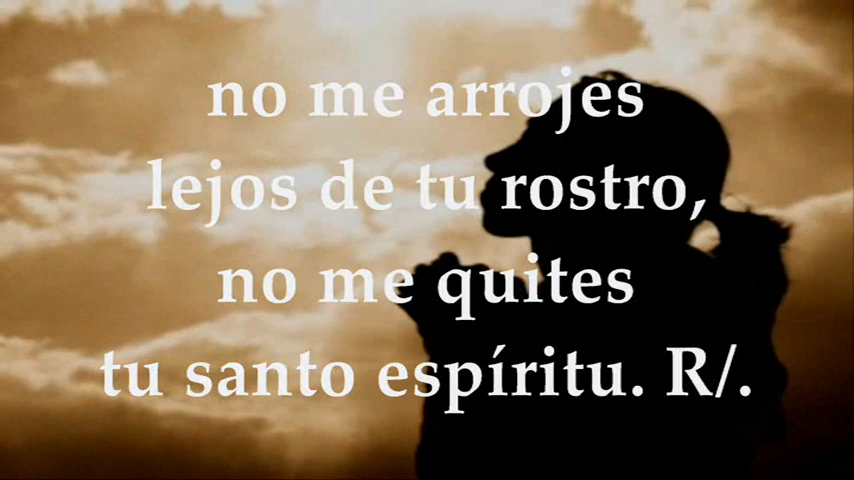 no me arrojes
lejos de tu rostro,
no me quites
tu santo espíritu. R/.